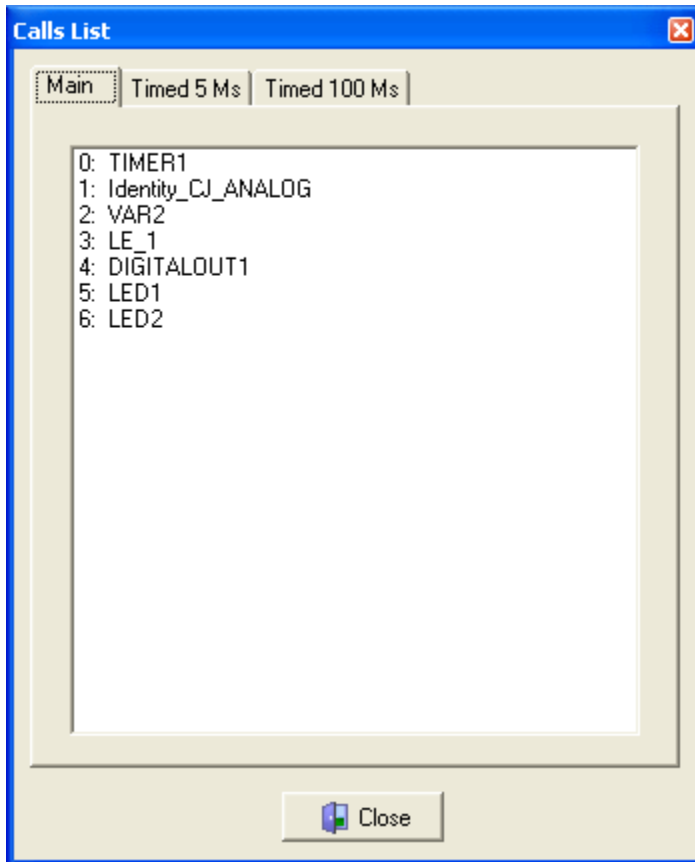 Calls List
Main
Timed 5 Ms
Timed 100 Ms
0: TIMER1
1: Identity_CJ_ANALOG
2: VAR2
3: LE_1
4: DIGITALOUT1
5: LED1
6: LED2
Close